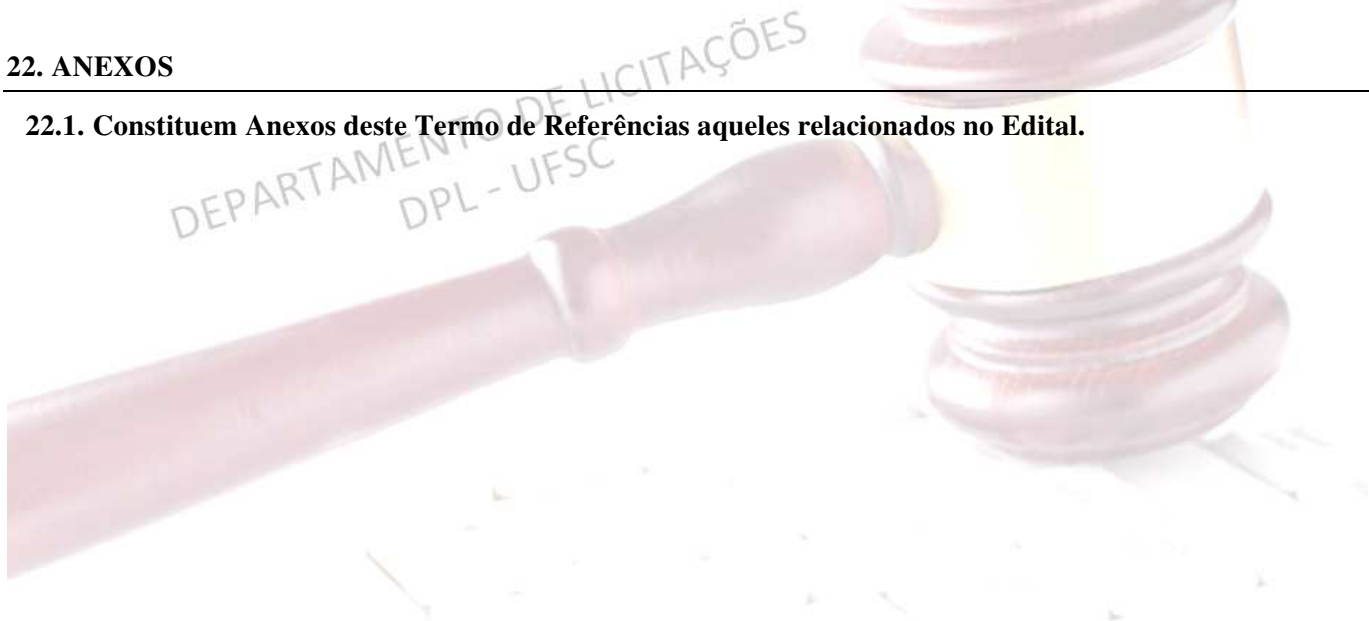 22. ANEXOS
22.1. Constituem Anexos deste Termo de Referências aqueles relacionados no Edital.
DEPARTAMENTO DE LICITAÇÕES
DPL - UFSC